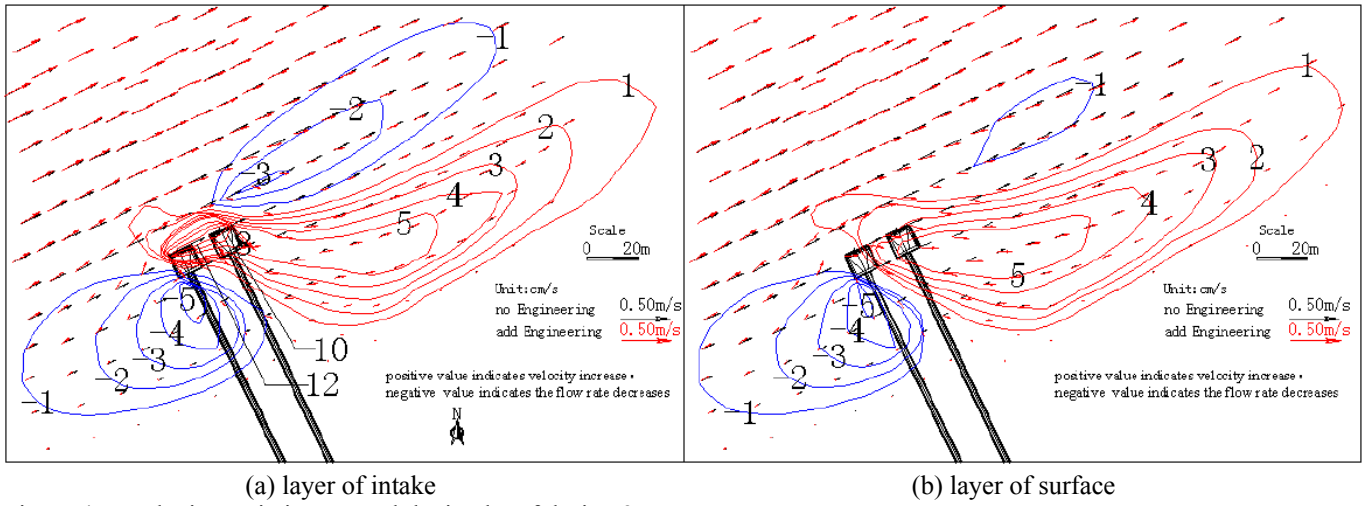 -1
-2
-3
1
2
3
4
5
8
-5
-4
-3
-2
-1
10
12
Scale
0 20m
Unit:cm/s
no Engineering 0.50m/s
add Engineering 0.50m/s
positive value indicates velocity increase.
negative value indicates the flow rate decreases
N
(a) layer of intake
-1
1
2
3
4
5
-5
-4
-3
-2
-1
Scale
0 20m
Unit:cm/s
no Engineering 0.50m/s
add Engineering 0.50m/s
positive value indicates velocity increase.
negative value indicates the flow rate decreases
(b) layer of surface